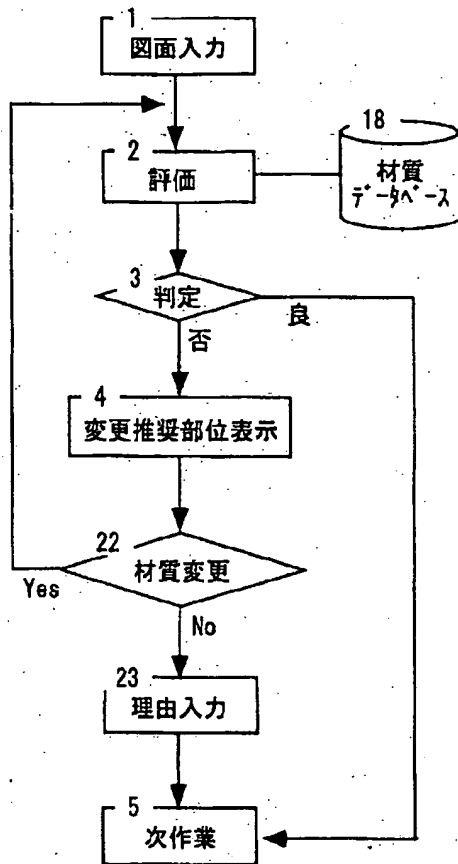 1
図面入力
2
評価
18
材質
ﾃﾞｰﾀﾍﾞｰｽ
3
判定
良
否
4
変更推奨部位表示
22
材質変更
Yes
No
23
理由入力
5
次作業